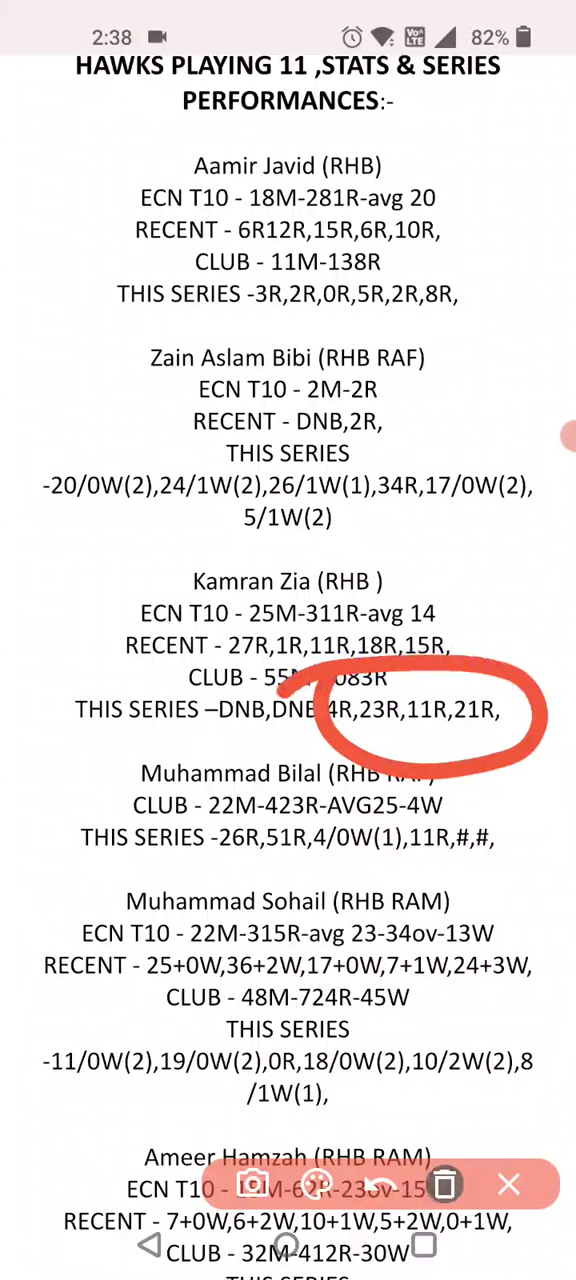 2:38
Vo)) LTE
82%
HAWKS PLAYING 11 ,STATS & SERIES
PERFORMANCES:-
Aamir Javid (RHB)
ECN T10 - 18M-281R-avg 20
RECENT - 6R12R,15R,6R,10R,
CLUB - 11M-138R
THIS SERIES -3R,2R,0R,5R,2R,8R,
Zain Aslam Bibi (RHB RAF)
ECN T10 - 2M-2R
RECENT - DNB,2R,
THIS SERIES
-20/0W(2),24/1W(2),26/1W(1),34R,17/0W(2),
5/1W(2)
Kamran Zia (RHB )
ECN T10 - 25M-311R-avg 14
RECENT - 27R,1R,11R,18R,15R,
CLUB -
THIS SERIES –DNB,DNB 4R,23R,11R,21R,
Muhammad Bilal (RHB RAF)
CLUB - 22M-423R-AVG25-4W
THIS SERIES -26R,51R,4/0W(1),11R,#,#,
Muhammad Sohail (RHB RAM)
ECN T10 - 22M-315R-avg 23-34ov-13W
RECENT - 25+0W,36+2W,17+0W,7+1W,24+3W,
CLUB - 48M-724R-45W
THIS SERIES
-11/0W(2),19/0W(2),0R,18/0W(2),10/2W(2),8
/1W(1),
Ameer Hamzah (RHB RAM)
ECN T10 -
RECENT - 7+0W,6+2W,10+1W,5+2W,0+1W,
CLUB - 32M-412R-30W
THIS SERIES